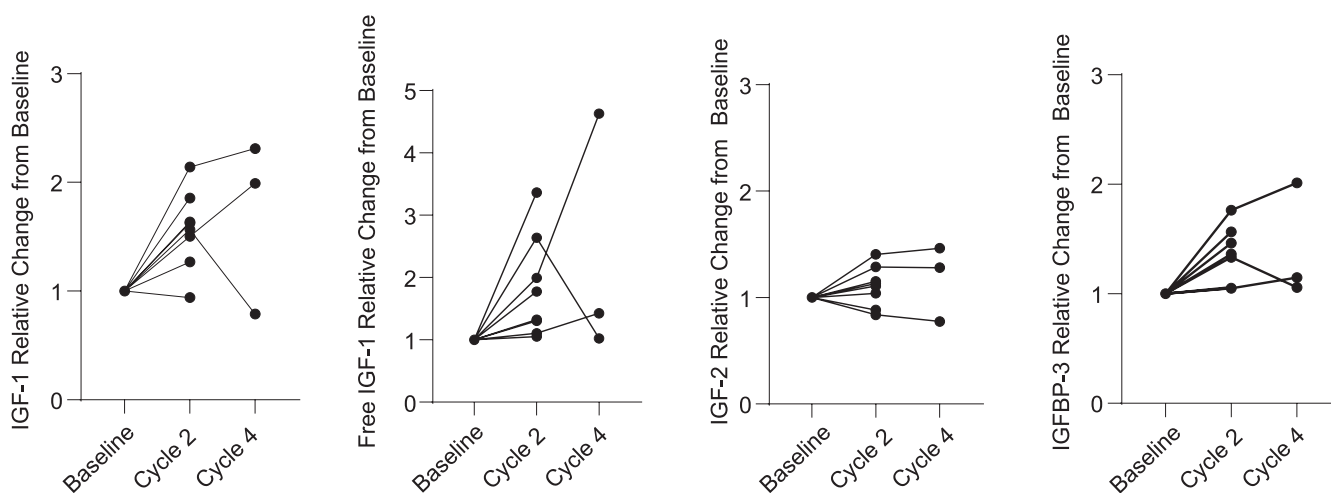 IGF-1 Relative Change from Baseline
3
2
1
0
Baseline
Cycle 2
Cycle 4
Free IGF-1 Relative Change from Baseline
5
4
3
2
1
0
Baseline
Cycle 2
Cycle 4
IGF-2 Relative Change from Baseline
3
2
1
0
Baseline
Cycle 2
Cycle 4
IGFBP-3 Relative Change from Baseline
3
2
1
0
Baseline
Cycle 2
Cycle 4